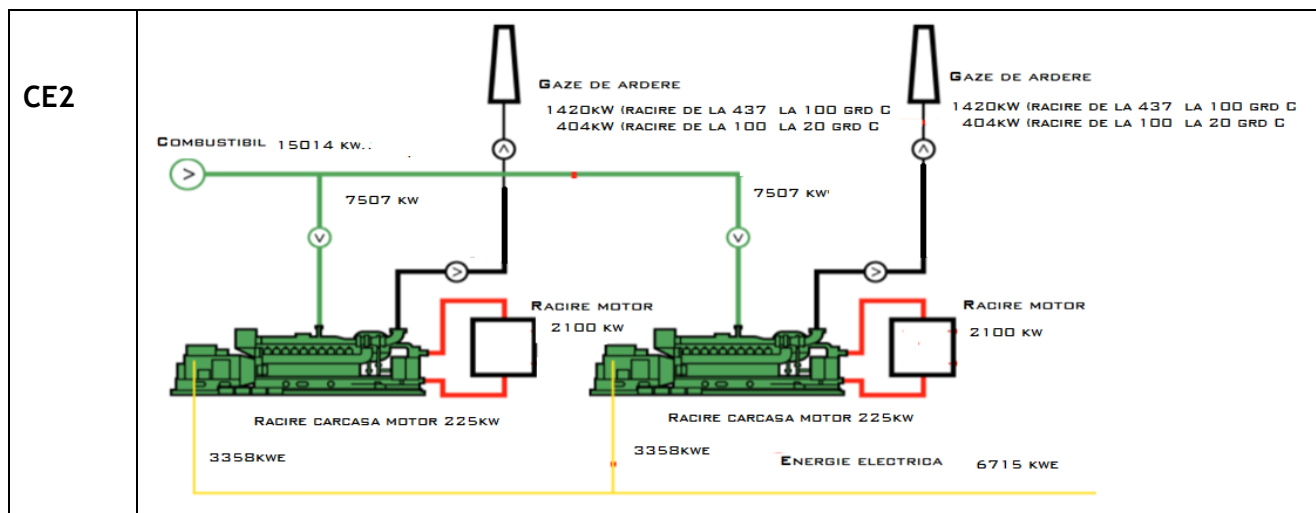 CE2
GAZE DE ARDERE
1420KW (RACIRE DE LA 437 LA 100 GRD C
404KW (RACIRE DE LA 100 LA 20 GRD C
GAZE DE ARDERE
1420KW (RACIRE DE LA 437 LA 100 GRD C
404KW (RACIRE DE LA 100 LA 20 GRD C
COMBUSTIBIL 15014 KW..
7507 KW
7507 KW
RACIRE MOTOR
2100 KW
RACIRE MOTOR
2100 KW
RACIRE CARCASA MOTOR 225KW
RACIRE CARCASA MOTOR 225KW
3358KWE
3358KWE
ENERGIE ELECTRICA 6715 KWE